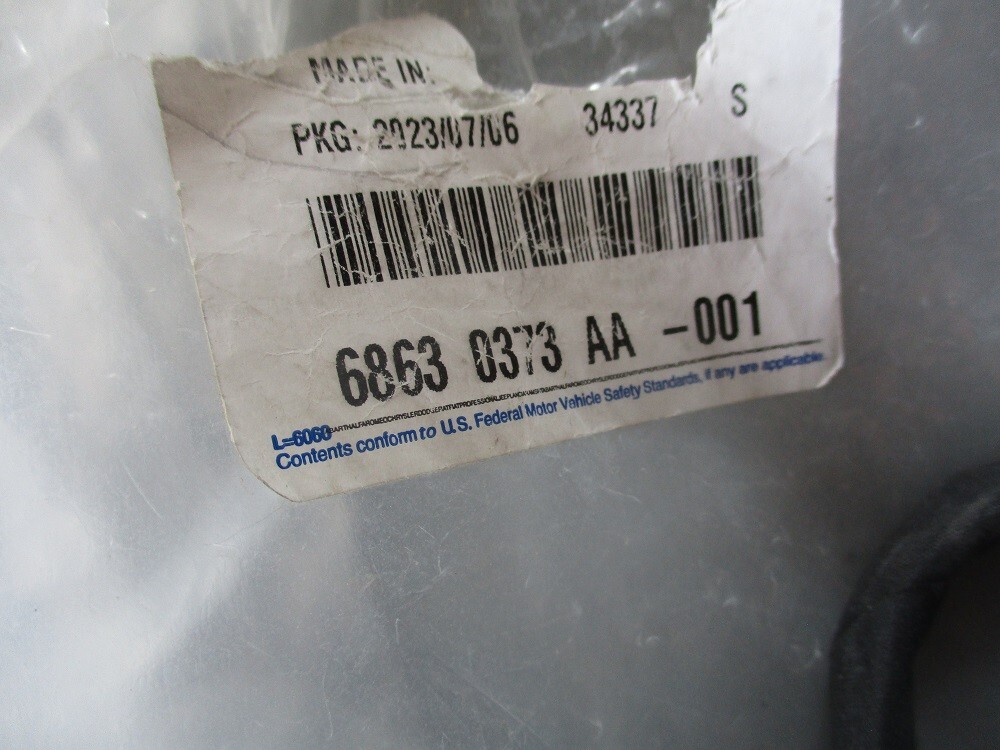 MADE IN:
PKG: 2023/07/06 34337 S
6863 0373 AA -001
L=6060
Contents conform to U.S. Federal Motor Vehicle Safety Standards, if any are applicable.